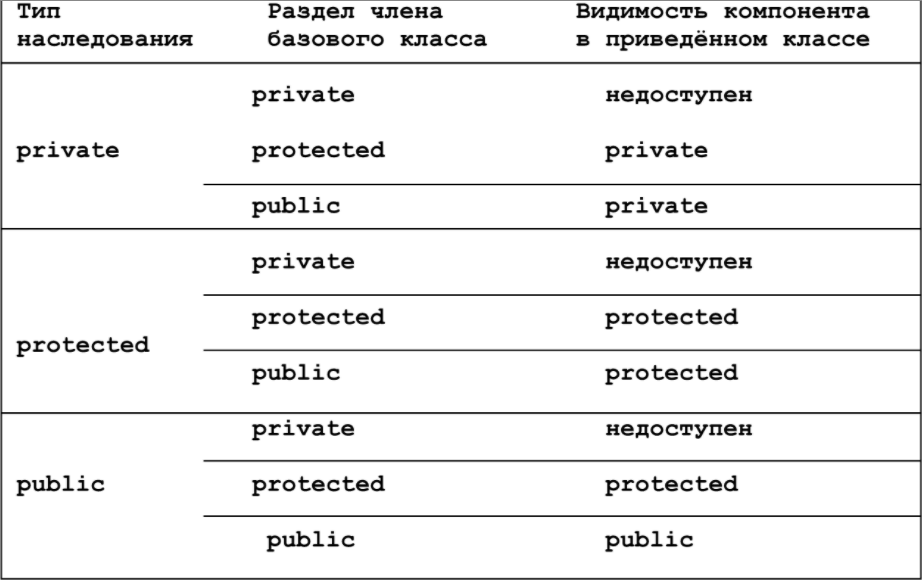 Тип Раздел члена Видимость компонента
наследования базового класса в приведённом классе
private недоступен
private protected private
public private
private недоступен
protected protected
protected
public protected
private недоступен
public protected protected
public public